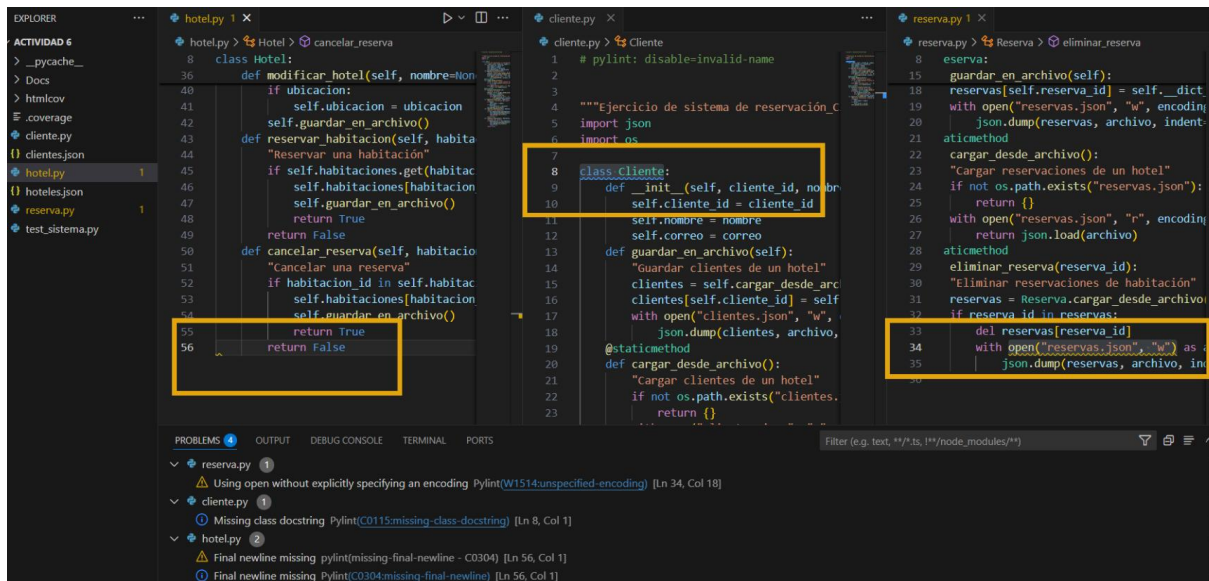 EXPLORER
ACTIVIDAD 6
__pycache__
Docs
htmlcov
.coverage
cliente.py
clientes.json
hotel.py 1
hoteles.json
reserva.py 1
test_sistema.py
hotel.py 1
hotel.py > Hotel > cancelar_reserva
8 class Hotel:
36 def modificar_hotel(self, nombre=Non
40 if ubicacion:
41 self.ubicacion = ubicacion
42 self.guardar_en_archivo()
43 def reservar_habitacion(self, habita
44 "Reservar una habitación"
45 if self.habitaciones.get(habitac
46 self.habitaciones[habitacion
47 self.guardar_en_archivo()
48 return True
49 return False
50 def cancelar_reserva(self, habitacio
51 "Cancelar una reserva"
52 if habitacion_id in self.habitac
53 self.habitaciones[habitacion
54 self.guardar_en_archivo()
55 return True
56 return False
cliente.py
cliente.py > Cliente
1 # pylint: disable=invalid-name
2
3
4 """Ejercicio de sistema de reservación_C
5 import json
6 import os
7
8 class Cliente:
9 def __init__(self, cliente_id, nombr
10 self.cliente_id = cliente_id
11 self.nombre = nombre
12 self.correo = correo
13 def guardar_en_archivo(self):
14 "Guardar clientes de un hotel"
15 clientes = self.cargar_desde_arc
16 clientes[self.cliente_id] = self
17 with open("clientes.json", "w",
18 json.dump(clientes, archivo,
19 @staticmethod
20 def cargar_desde_archivo():
21 "Cargar clientes de un hotel"
22 if not os.path.exists("clientes.
23 return {}
reserva.py 1
reserva.py > Reserva > eliminar_reserva
8 eserva:
15 guardar_en_archivo(self):
18 reservas[self.reserva_id] = self.__dict_
19 with open("reservas.json", "w", encoding
20 json.dump(reservas, archivo, indent=
21 aticmethod
22 cargar_desde_archivo():
23 "Cargar reservaciones de un hotel"
24 if not os.path.exists("reservas.json"):
25 return {}
26 with open("reservas.json", "r", encoding
27 return json.load(archivo)
28 aticmethod
29 eliminar_reserva(reserva_id):
30 "Eliminar reservaciones de habitación"
31 reservas = Reserva.cargar_desde_archivo(
32 if reserva_id in reservas:
33 del reservas[reserva_id]
34 with open("reservas.json", "w") as a
35 json.dump(reservas, archivo, ind
36
PROBLEMS 4 OUTPUT DEBUG CONSOLE TERMINAL PORTS
Filter (e.g. text, **/*.ts, !**/node_modules/**)
reserva.py 1
Using open without explicitly specifying an encoding Pylint(W1514:unspecified-encoding) [Ln 34, Col 18]
cliente.py 1
Missing class docstring Pylint(C0115:missing-class-docstring) [Ln 8, Col 1]
hotel.py 2
Final newline missing pylint(missing-final-newline - C0304) [Ln 56, Col 1]
Final newline missing Pylint(C0304:missing-final-newline) [Ln 56, Col 1]